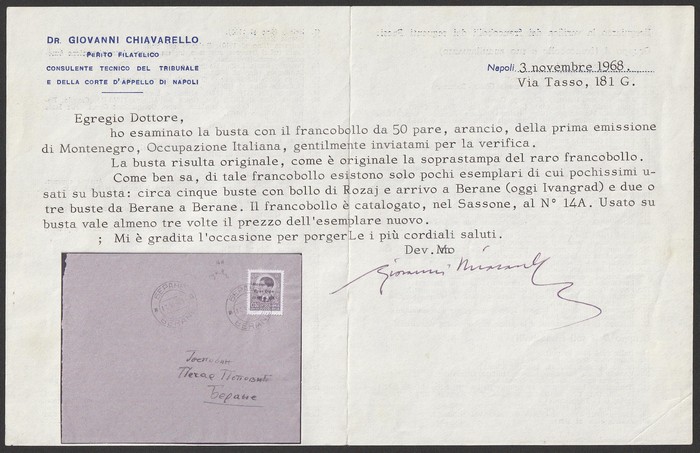 DR. GIOVANNI CHIAVARELLO
PERITO FILATELICO
CONSULENTE TECNICO DEL TRIBUNALE
E DELLA CORTE D'APPELLO DI NAPOLI
Napoli, 3 novembre 1968.
Via Tasso, 181 G.
Egregio Dottore,
ho esaminato la busta con il francobollo da 50 pare, arancio, della prima emissione
di Montenegro, Occupazione Italiana, gentilmente inviatami per la verifica.
La busta risulta originale, come è originale la soprastampa del raro francobollo.
Come ben sa, di tale francobollo esistono solo pochi esemplari di cui pochissimi u-
sati su busta: circa cinque buste con bollo di Rozaj e arrivo a Berane (oggi Ivangrad) e due o
tre buste da Berane a Berane. Il francobollo è catalogato, nel Sassone, al N° 14A. Usato su
busta vale almeno tre volte il prezzo dell'esemplare nuovo.
; Mi è gradita l'occasione per porgerLe i più cordiali saluti.
Dev. Mo
Giovanni
Господин
Петар
Беране